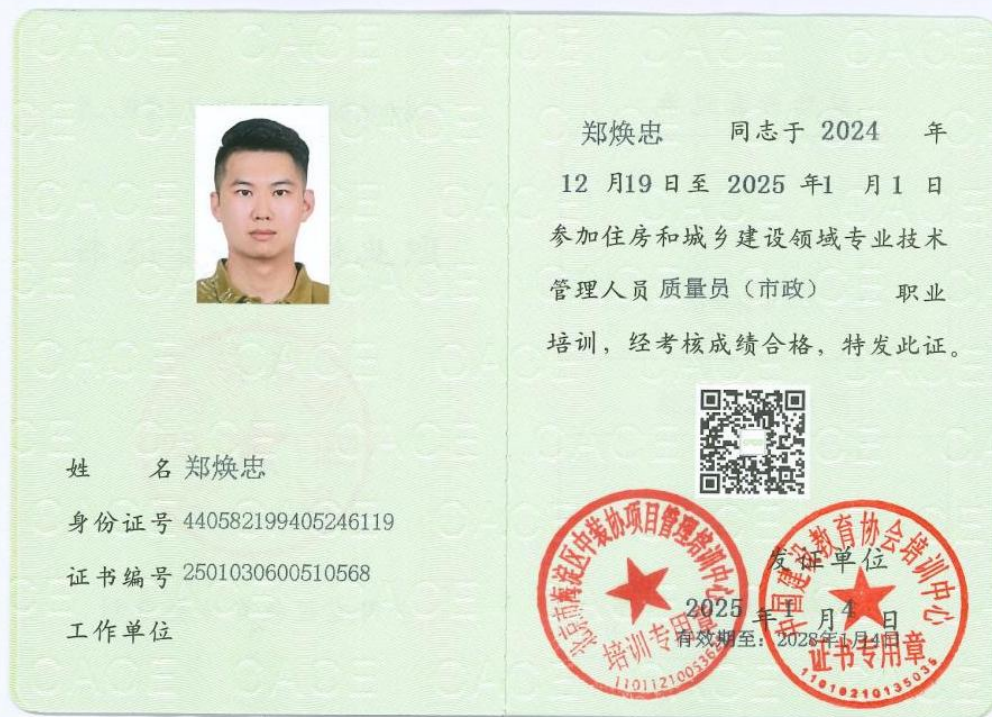 姓 名 郑焕忠
身份证号 440582199405246119
证书编号 2501030600510568
工作单位
郑焕忠 同志于 2024 年
12 月19 日至 2025 年1 月 1 日
参加住房和城乡建设领域专业技术
管理人员 质量员（市政） 职业
培训，经考核成绩合格，特发此证。
北京市海淀区中装协项目管理培训中心
培训专用章
发证单位
2025 年 1 月 4 日
有效期至：2028年1月4日
中国建设教育协会培训中心
证书专用章
11010210135035